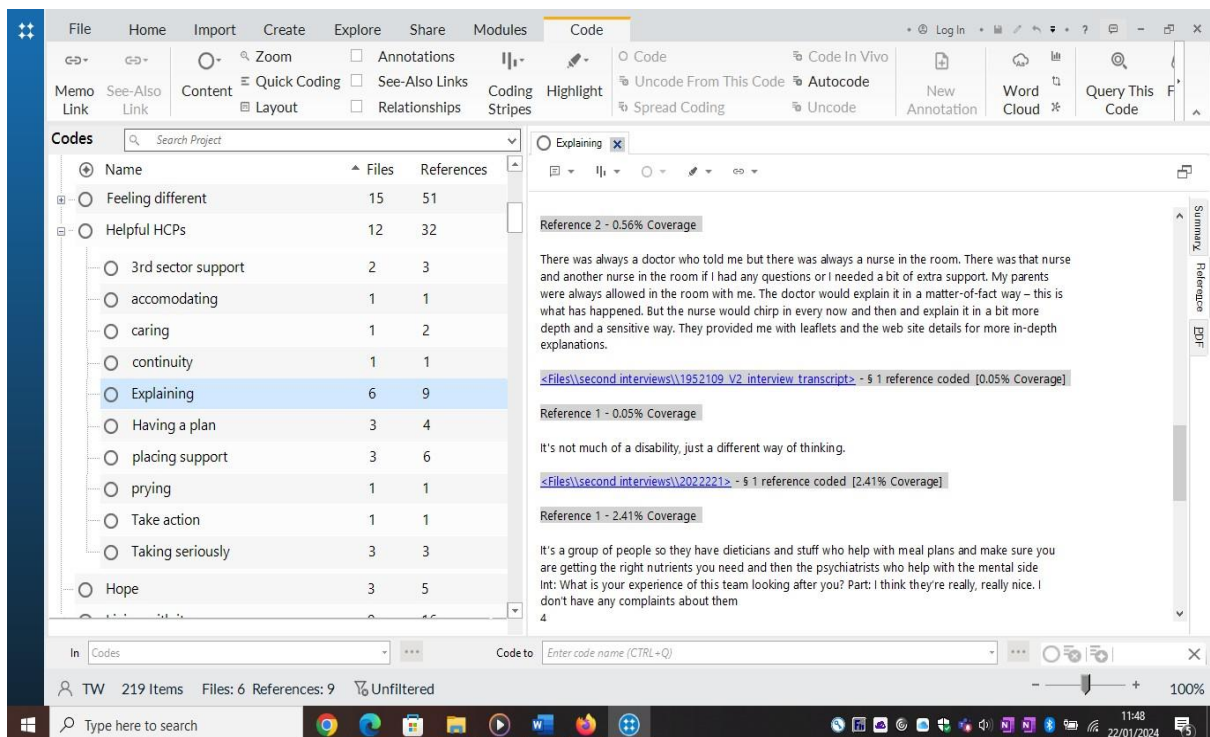 File Home Import Create Explore Share Modules Code Log In ?
Zoom Annotations Code Code In Vivo
Memo Link See-Also Link Content Quick Coding See-Also Links Coding Stripes Highlight Uncode From This Code Autocode New Annotation Word Cloud Query This Code F
Layout Relationships Spread Coding Uncode
Codes Search Project
Name Files References
Feeling different 15 51
Helpful HCPs 12 32
3rd sector support 2 3
accomodating 1 1
caring 1 2
continuity 1 1
Explaining 6 9
Having a plan 3 4
placing support 3 6
prying 1 1
Take action 1 1
Taking seriously 3 3
Hope 3 5
Explaining
Reference 2 - 0.56% Coverage
There was always a doctor who told me but there was always a nurse in the room. There was that nurse
and another nurse in the room if I had any questions or I needed a bit of extra support. My parents
were always allowed in the room with me. The doctor would explain it in a matter-of-fact way – this is
what has happened. But the nurse would chirp in every now and then and explain it in a bit more
depth and a sensitive way. They provided me with leaflets and the web site details for more in-depth
explanations.
<Files\\second interviews\\1952109_V2_interview_transcript> - § 1 reference coded [0.05% Coverage]
Reference 1 - 0.05% Coverage
It's not much of a disability, just a different way of thinking.
<Files\\second interviews\\2022221> - § 1 reference coded [2.41% Coverage]
Reference 1 - 2.41% Coverage
It's a group of people so they have dieticians and stuff who help with meal plans and make sure you
are getting the right nutrients you need and then the psychiatrists who help with the mental side
Int: What is your experience of this team looking after you? Part: I think they're really, really nice. I
don't have any complaints about them
4
Summary
Reference
PDF
In Codes Code to Enter code name (CTRL+Q)
TW 219 Items Files: 6 References: 9 Unfiltered 100%
Type here to search 11:48
22/01/2024